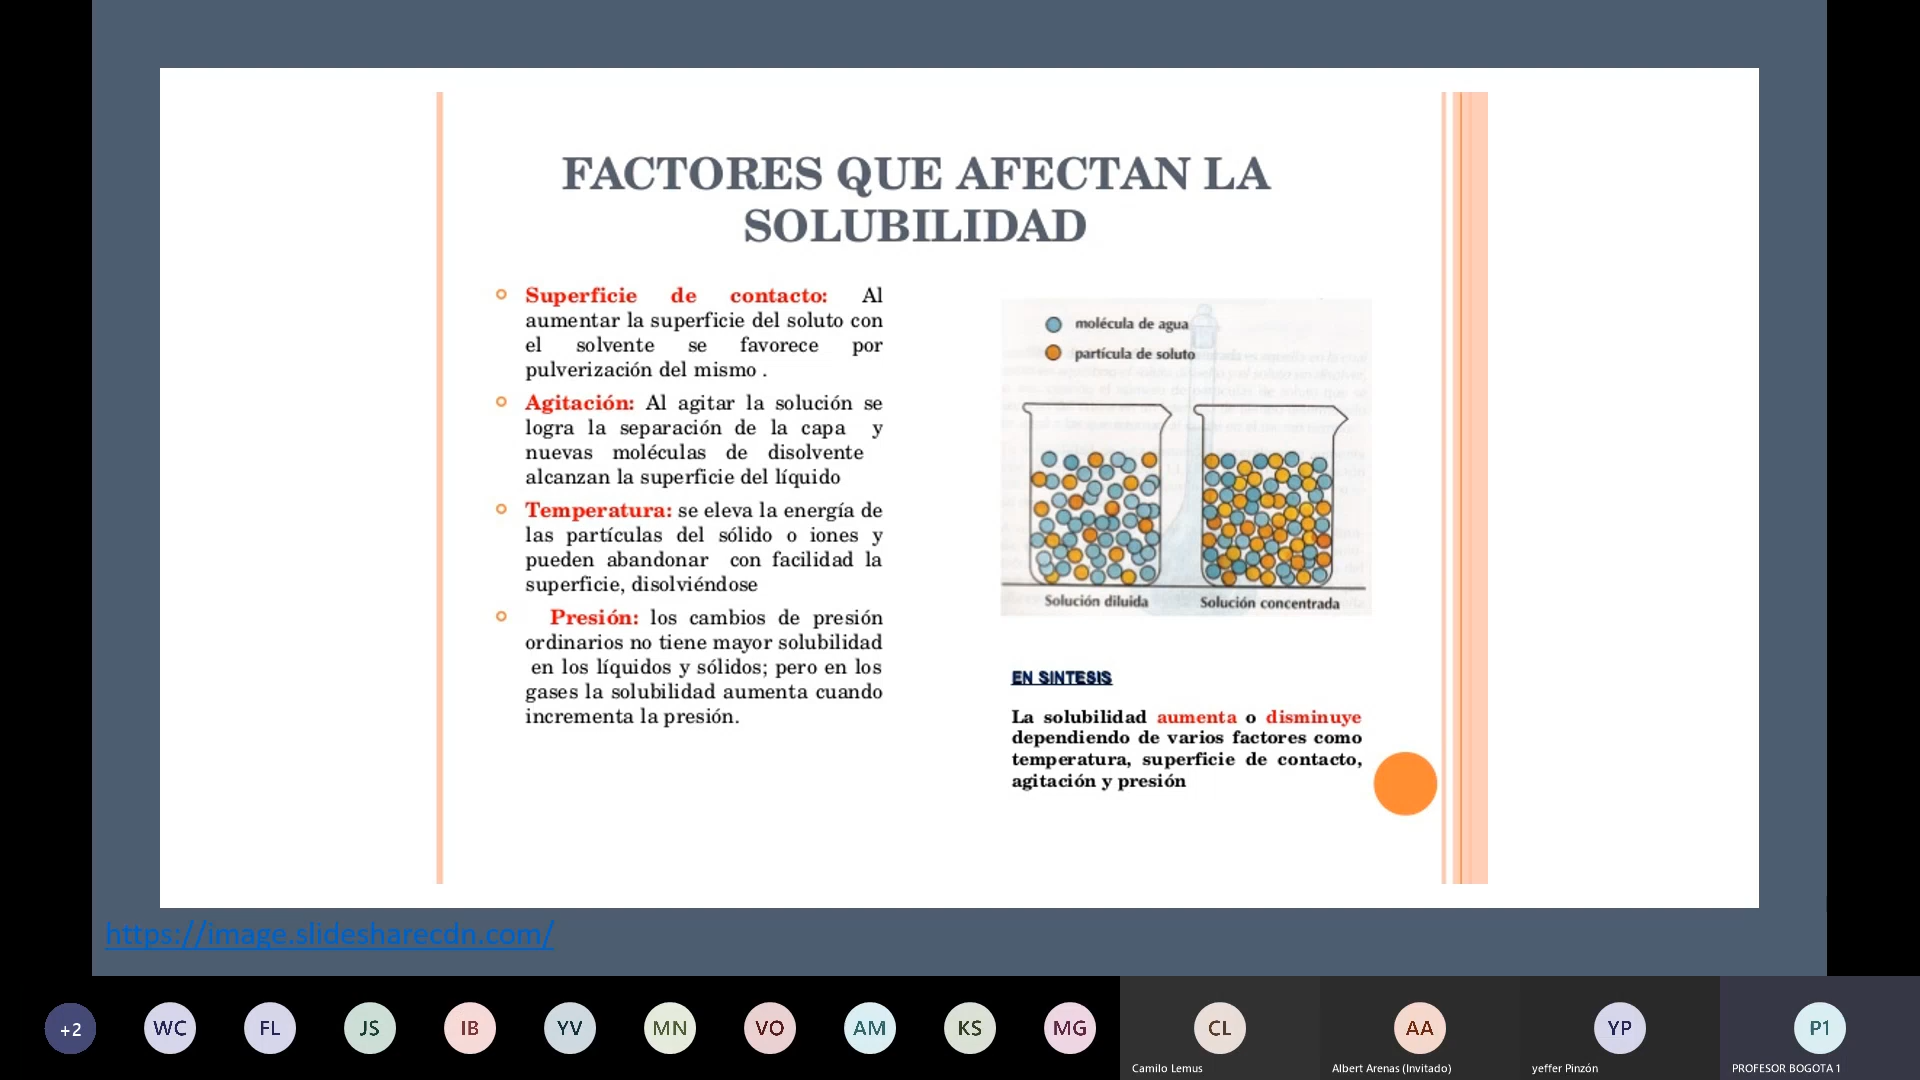 FACTORES QUE AFECTAN LA
SOLUBILIDAD
Superficie de contacto: Al
aumentar la superficie del soluto con
el solvente se favorece por
pulverización del mismo .
Agitación: Al agitar la solución se
logra la separación de la capa y
nuevas moléculas de disolvente
alcanzan la superficie del líquido
Temperatura: se eleva la energía de
las partículas del sólido o iones y
pueden abandonar con facilidad la
superficie, disolviéndose
Presión: los cambios de presión
ordinarios no tiene mayor solubilidad
en los líquidos y sólidos; pero en los
gases la solubilidad aumenta cuando
incrementa la presión.
molécula de agua
partícula de soluto
Solución diluida
Solución concentrada
EN SINTESIS
La solubilidad aumenta o disminuye
dependiendo de varios factores como
temperatura, superficie de contacto,
agitación y presión
https://image.slidesharecdn.com/
+2
WC
FL
JS
IB
YV
MN
VO
AM
KS
MG
CL
AA
YP
P1
Camilo Lemus
Albert Arenas (Invitado)
yeffer Pinzón
PROFESOR BOGOTA 1